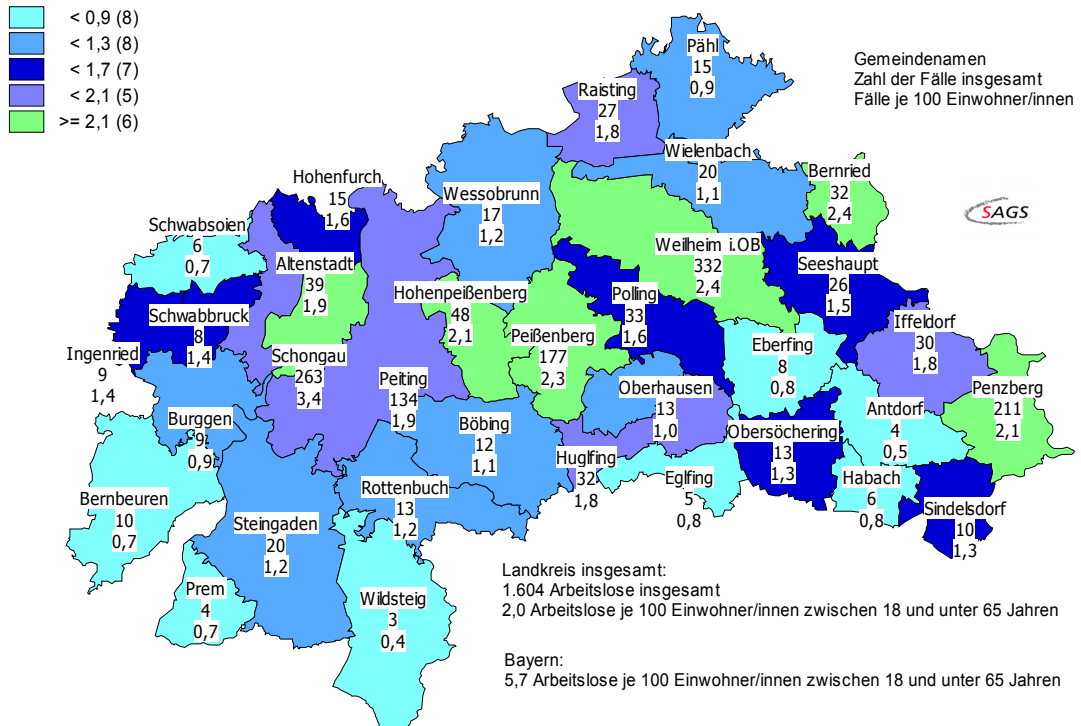 < 0,9 (8)
< 1,3 (8)
< 1,7 (7)
< 2,1 (5)
>= 2,1 (6)
Gemeindenamen
Zahl der Fälle insgesamt
Fälle je 100 Einwohner/innen
SAGS
Pähl
15
0,9
Raisting
27
1,8
Wielenbach
20
1,1
Bernried
32
2,4
Hohenfurch
15
1,6
Wessobrunn
17
1,2
Schwabsoien
6
0,7
Weilheim i.OB
332
2,4
Seeshaupt
26
1,5
Altenstadt
39
1,9
Hohenpeißenberg
48
2,1
Polling
33
1,6
Schwabbruck
8
1,4
Iffeldorf
30
1,8
Peißenberg
177
2,3
Eberfing
8
0,8
Ingenried
9
1,4
Schongau
263
3,4
Peiting
134
1,9
Oberhausen
13
1,0
Penzberg
211
2,1
Antdorf
4
0,5
Burggen
9
0,9
Böbing
12
1,1
Obersöchering
13
1,3
Huglfing
32
1,8
Eglfing
5
0,8
Habach
6
0,8
Bernbeuren
10
0,7
Rottenbuch
13
1,2
Sindelsdorf
10
1,3
Steingaden
20
1,2
Prem
4
0,7
Wildsteig
3
0,4
Landkreis insgesamt:
1.604 Arbeitslose insgesamt
2,0 Arbeitslose je 100 Einwohner/innen zwischen 18 und unter 65 Jahren
Bayern:
5,7 Arbeitslose je 100 Einwohner/innen zwischen 18 und unter 65 Jahren